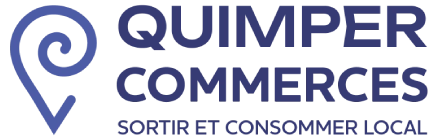 QUIMPER
COMMERCES
SORTIR ET CONSOMMER LOCAL